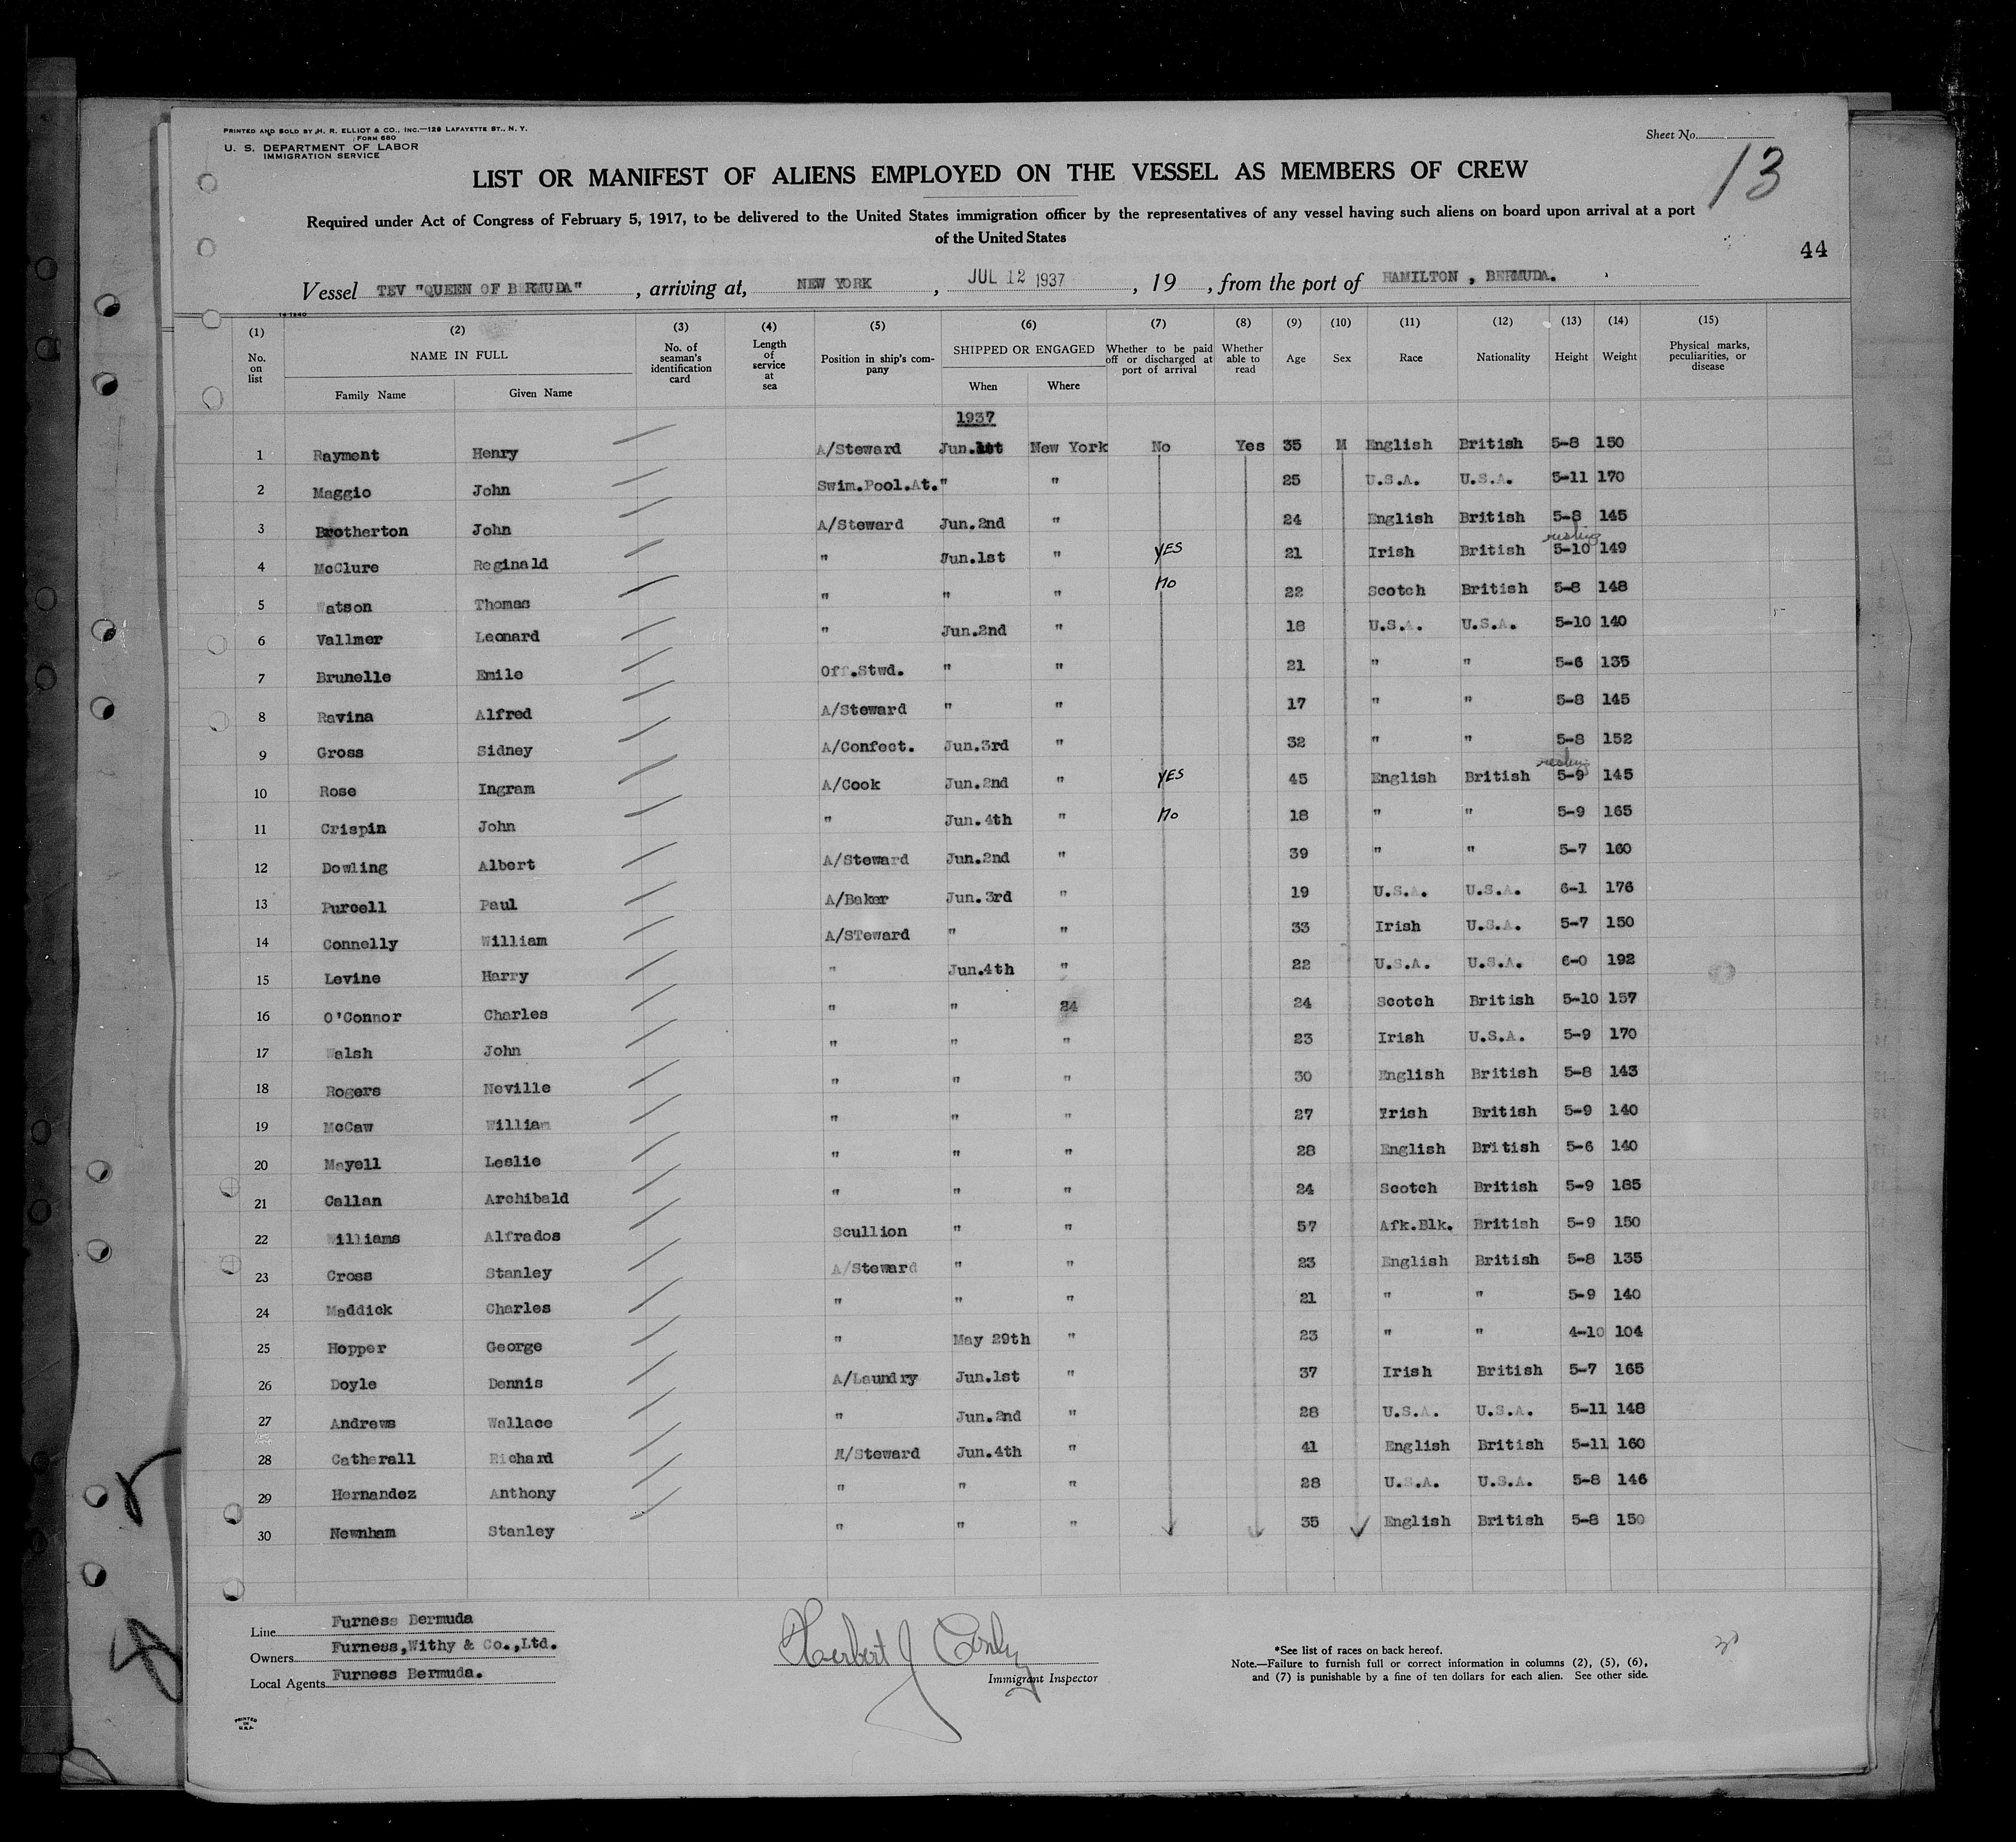 PRINTED AND SOLD BY H. R. ELLIOT & CO., INC.—128 LAFAYETTE ST., N. Y.
FORM 680
U. S. DEPARTMENT OF LABOR
IMMIGRATION SERVICE
Sheet No.
13
LIST OR MANIFEST OF ALIENS EMPLOYED ON THE VESSEL AS MEMBERS OF CREW
Required under Act of Congress of February 5, 1917, to be delivered to the United States immigration officer by the representatives of any vessel having such aliens on board upon arrival at a port
of the United States
44
Vessel TEV "QUEEN OF BERMUDA" , arriving at, NEW YORK , JUL 12 1937 , 19 , from the port of HAMILTON , BERMUDA.
(1) (2) (3) (4) (5) (6) (7) (8) (9) (10) (11) (12) (13) (14) (15)
No. on list NAME IN FULL Family Name Given Name No. of seaman's identification card Length of service at sea Position in ship's company SHIPPED OR ENGAGED When Where Whether to be paid off or discharged at port of arrival Whether able to read Age Sex Race Nationality Height Weight Physical marks, peculiarities, or disease
1937
1 Rayment Henry A/Steward Jun.1st New York No Yes 35 M English British 5-8 150
2 Maggio John Swim.Pool.At. " " 25 U.S.A. U.S.A. 5-11 170
3 Brotherton John A/Steward Jun.2nd " 24 English British 5-8 145
4 McClure Reginald " Jun.1st " YES 21 Irish British 5-10 149
5 Watson Thomas " " " No 22 Scotch British 5-8 148
6 Vallmer Leonard " Jun.2nd " 18 U.S.A. U.S.A. 5-10 140
7 Brunelle Emile Off.Stwd. " " 21 " " 5-6 135
8 Ravina Alfred A/Steward " " 17 " " 5-8 145
9 Gross Sidney A/Confect. Jun.3rd " 32 " " 5-8 152
10 Rose Ingram A/Cook Jun.2nd " YES 45 English British 5-9 145
11 Crispin John " Jun.4th " No 18 " " 5-9 165
12 Dowling Albert A/Steward Jun.2nd " 39 " " 5-7 160
13 Purcell Paul A/Baker Jun.3rd " 19 U.S.A. U.S.A. 6-1 176
14 Connelly William A/STeward " " 33 Irish U.S.A. 5-7 150
15 Levine Harry " Jun.4th " 22 U.S.A. U.S.A. 6-0 192
16 O'Connor Charles " " 24 24 Scotch British 5-10 157
17 Walsh John " " " 23 Irish U.S.A. 5-9 170
18 Rogers Neville " " " 30 English British 5-8 143
19 McCaw William " " " 27 Irish British 5-9 140
20 Mayell Leslie " " " 28 English British 5-6 140
21 Callan Archibald " " " 24 Scotch British 5-9 185
22 Williams Alfrados Scullion " " 57 Afk.Blk. British 5-9 150
23 Cross Stanley A/Steward " " 23 English British 5-8 135
24 Maddick Charles " " " 21 " " 5-9 140
25 Hopper George " May 29th " 23 " " 4-10 104
26 Doyle Dennis A/Laundry Jun.1st " 37 Irish British 5-7 165
27 Andrews Wallace " Jun.2nd " 28 U.S.A. U.S.A. 5-11 148
28 Catherall Richard A/Steward Jun.4th " 41 English British 5-11 160
29 Hernandez Anthony " " " 28 U.S.A. U.S.A. 5-8 146
30 Newnham Stanley " " " 35 English British 5-8 150
Line Furness Bermuda
Owners Furness,Withy & Co.,Ltd.
Local Agents Furness Bermuda.
Herbert J
Immigrant Inspector
*See list of races on back hereof.
Note.—Failure to furnish full or correct information in columns (2), (5), (6),
and (7) is punishable by a fine of ten dollars for each alien. See other side.
PRINTED
IN
U.S.A.